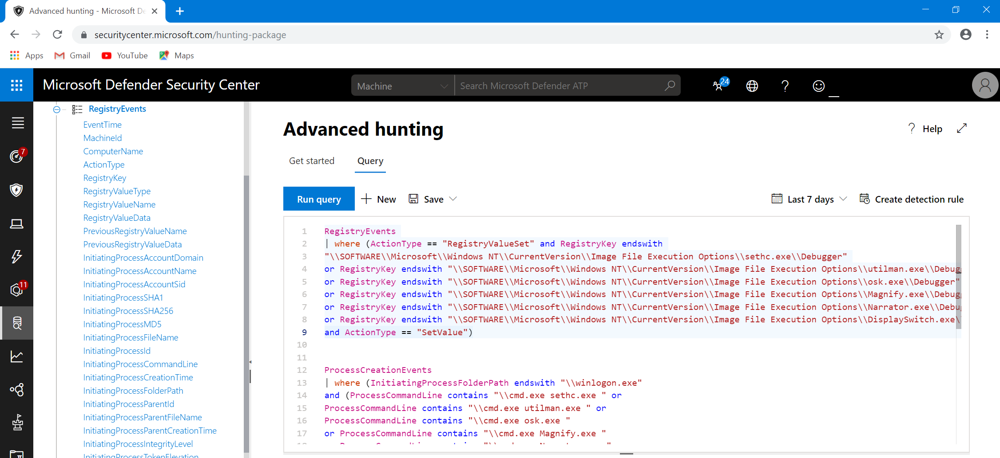 Advanced hunting - Microsoft De
securitycenter.microsoft.com/hunting-package
Apps Gmail YouTube Maps
Microsoft Defender Security Center
Machine
Search Microsoft Defender ATP
24
7
11
RegistryEvents
EventTime
MachineId
ComputerName
ActionType
RegistryKey
RegistryValueType
RegistryValueName
RegistryValueData
PreviousRegistryValueName
PreviousRegistryValueData
InitiatingProcessAccountDomain
InitiatingProcessAccountName
InitiatingProcessAccountSid
InitiatingProcessSHA1
InitiatingProcessSHA256
InitiatingProcessMD5
InitiatingProcessFileName
InitiatingProcessId
InitiatingProcessCommandLine
InitiatingProcessCreationTime
InitiatingProcessFolderPath
InitiatingProcessParentId
InitiatingProcessParentFileName
InitiatingProcessParentCreationTime
InitiatingProcessIntegrityLevel
InitiatingProcessTokenElevation
Advanced hunting
? Help
Get started Query
Run query New Save
Last 7 days Create detection rule
1 RegistryEvents
2 | where (ActionType == "RegistryValueSet" and RegistryKey endswith
3 "\\SOFTWARE\\Microsoft\\Windows NT\\CurrentVersion\\Image File Execution Options\\sethc.exe\\Debugger"
4 or RegistryKey endswith "\\SOFTWARE\\Microsoft\\Windows NT\\CurrentVersion\\Image File Execution Options\\utilman.exe\\Debugg
5 or RegistryKey endswith "\\SOFTWARE\\Microsoft\\Windows NT\\CurrentVersion\\Image File Execution Options\\osk.exe\\Debugger"
6 or RegistryKey endswith "\\SOFTWARE\\Microsoft\\Windows NT\\CurrentVersion\\Image File Execution Options\\Magnify.exe\\Debugg
7 or RegistryKey endswith "\\SOFTWARE\\Microsoft\\Windows NT\\CurrentVersion\\Image File Execution Options\\Narrator.exe\\Debug
8 or RegistryKey endswith "\\SOFTWARE\\Microsoft\\Windows NT\\CurrentVersion\\Image File Execution Options\\DisplaySwitch.exe\
9 and ActionType == "SetValue")
10
11
12 ProcessCreationEvents
13 | where (InitiatingProcessFolderPath endswith "\\winlogon.exe"
14 and (ProcessCommandLine contains "\\cmd.exe sethc.exe " or
15 ProcessCommandLine contains "\\cmd.exe utilman.exe " or
16 ProcessCommandLine contains "\\cmd.exe osk.exe "
17 or ProcessCommandLine contains "\\cmd.exe Magnify.exe "